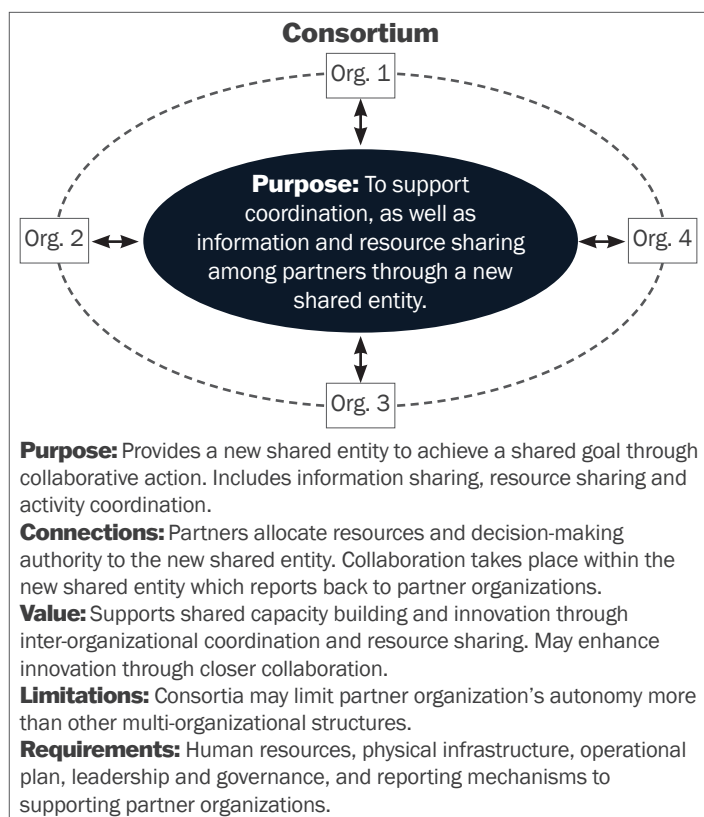 Consortium
Org. 1
Purpose: To support
coordination, as well as
information and resource sharing
among partners through a new
shared entity.
Org. 2
Org. 4
Org. 3
Purpose: Provides a new shared entity to achieve a shared goal through
collaborative action. Includes information sharing, resource sharing and
activity coordination.
Connections: Partners allocate resources and decision-making
authority to the new shared entity. Collaboration takes place within the
new shared entity which reports back to partner organizations.
Value: Supports shared capacity building and innovation through
inter-organizational coordination and resource sharing. May enhance
innovation through closer collaboration.
Limitations: Consortia may limit partner organization’s autonomy more
than other multi-organizational structures.
Requirements: Human resources, physical infrastructure, operational
plan, leadership and governance, and reporting mechanisms to
supporting partner organizations.